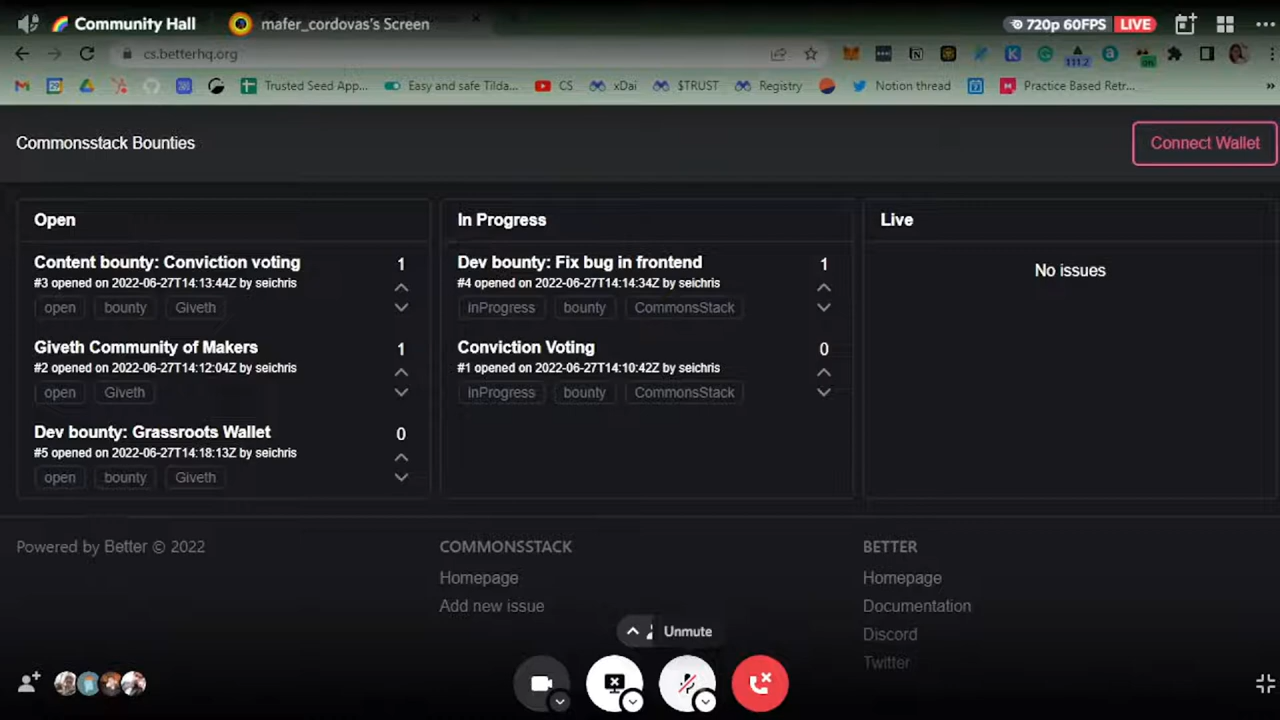 Community Hall
mafer_cordovas's Screen
720p 60FPS
LIVE
cs.betterhq.org
1112
Trusted Seed App...
Easy and safe Tilda...
CS
xDai
$TRUST
Registry
Notion thread
Practice Based Retr...
»
Commonsstack Bounties
Connect Wallet
Open
Content bounty: Conviction voting
1
#3 opened on 2022-06-27T14:13:44Z by seichris
open
bounty
Giveth
Giveth Community of Makers
1
#2 opened on 2022-06-27T14:12:04Z by seichris
open
Giveth
Dev bounty: Grassroots Wallet
0
#5 opened on 2022-06-27T14:18:13Z by seichris
open
bounty
Giveth
In Progress
Dev bounty: Fix bug in frontend
1
#4 opened on 2022-06-27T14:14:34Z by seichris
inProgress
bounty
CommonsStack
Conviction Voting
0
#1 opened on 2022-06-27T14:10:42Z by seichris
inProgress
bounty
CommonsStack
Live
No issues
Powered by Better © 2022
COMMONSSTACK
Homepage
Add new issue
BETTER
Homepage
Documentation
Discord
Twitter
Unmute